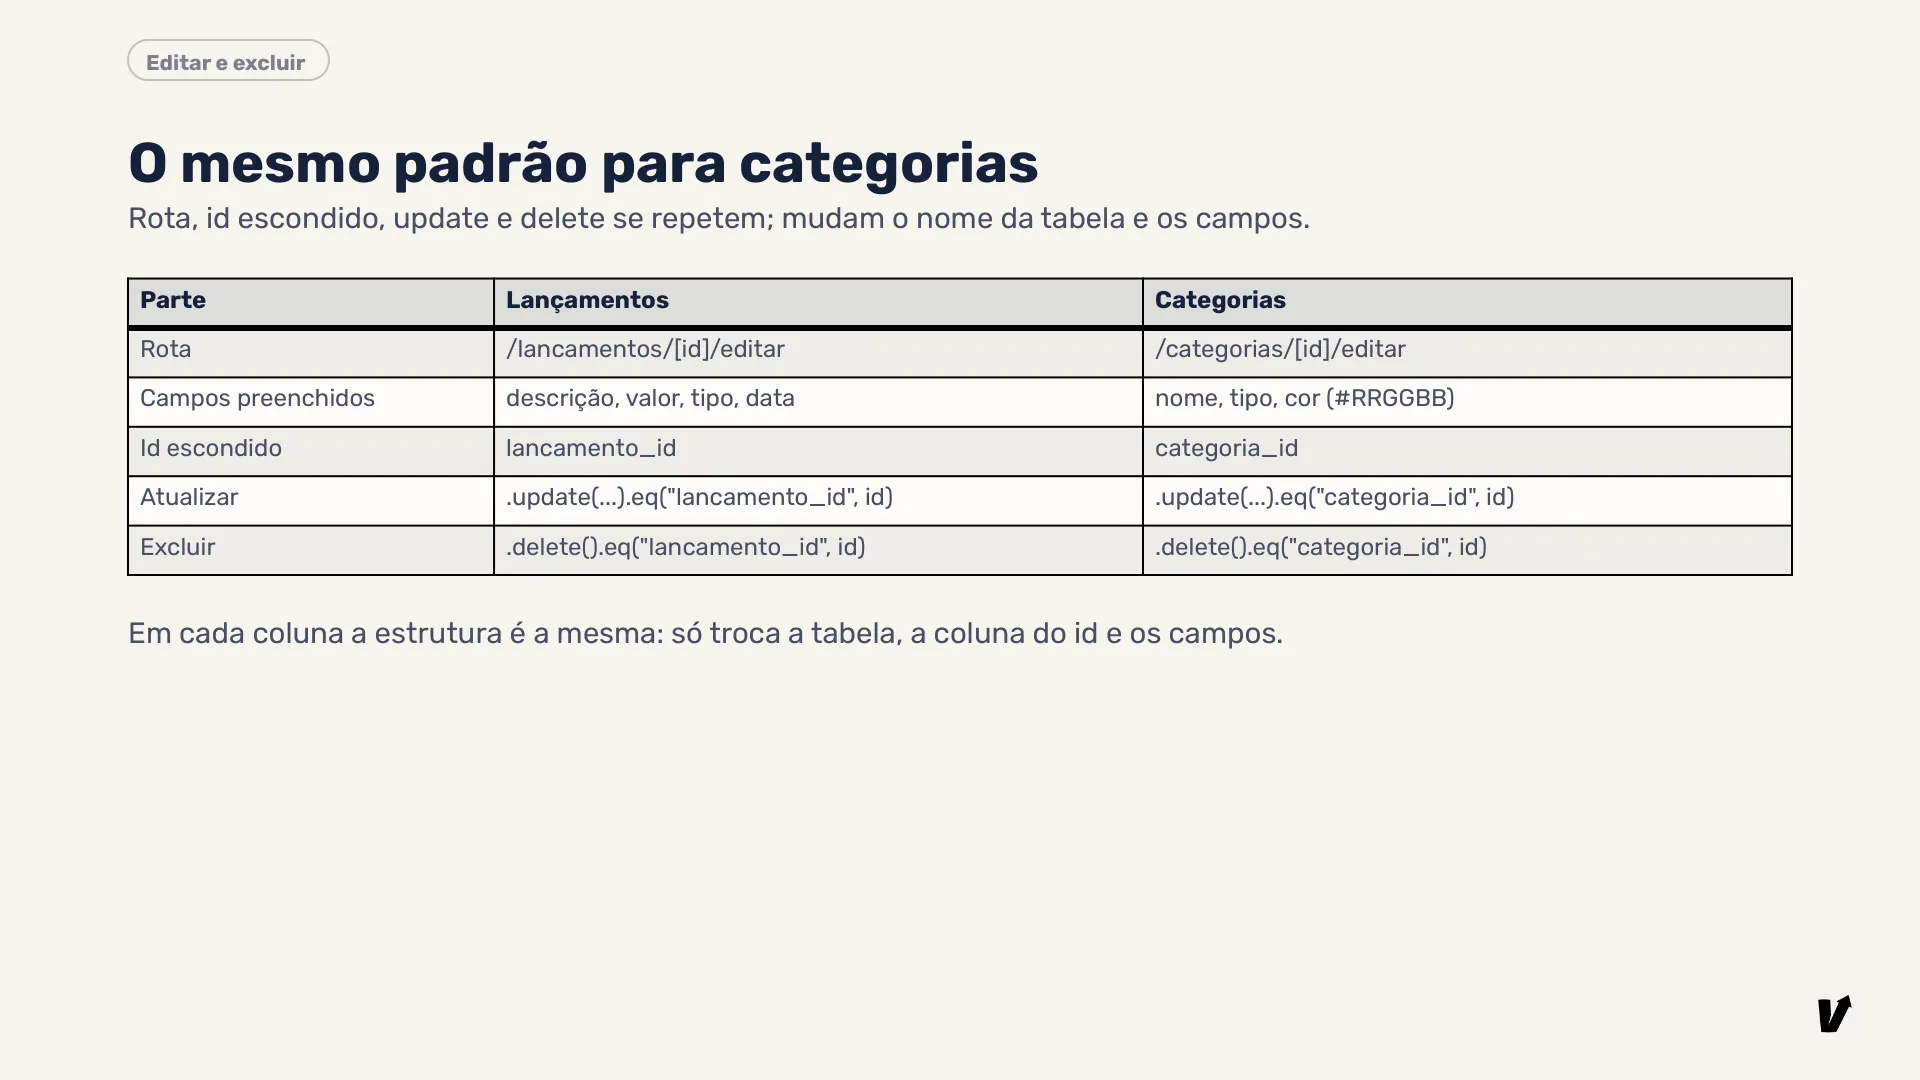 Editar e excluir
O mesmo padrão para categorias
Rota, id escondido, update e delete se repetem; mudam o nome da tabela e os campos.
Parte Lançamentos Categorias
Rota /lancamentos/[id]/editar /categorias/[id]/editar
Campos preenchidos descrição, valor, tipo, data nome, tipo, cor (#RRGGBB)
Id escondido lancamento_id categoria_id
Atualizar .update(...).eq("lancamento_id", id) .update(...).eq("categoria_id", id)
Excluir .delete().eq("lancamento_id", id) .delete().eq("categoria_id", id)
Em cada coluna a estrutura é a mesma: só troca a tabela, a coluna do id e os campos.